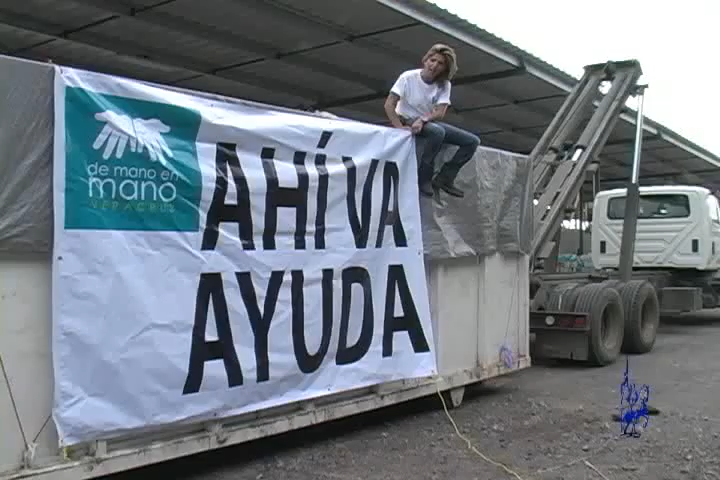 de mano en
mano
VERACRUZ
AHÍ VA
AYUDA